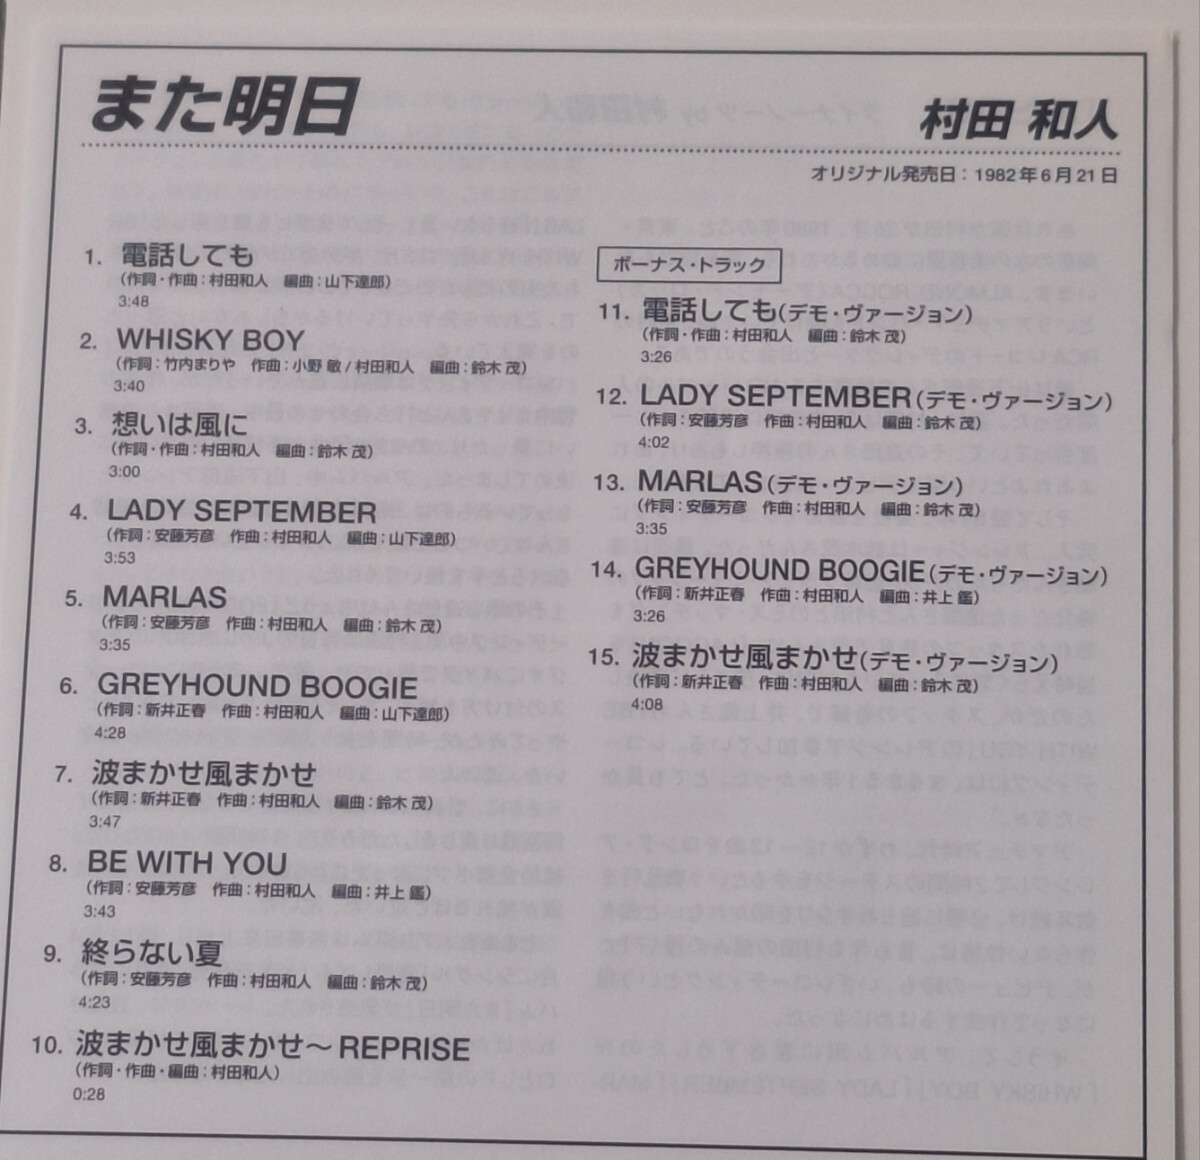 また明日
村田 和人
オリジナル発売日：1982年6月21日
1. 電話しても
（作詞・作曲：村田和人　編曲：山下達郎）
3:48
2. WHISKY BOY
（作詞：竹内まりや　作曲：小野 敏 / 村田和人　編曲：鈴木 茂）
3:40
3. 想いは風に
（作詞・作曲：村田和人　編曲：鈴木 茂）
3:00
4. LADY SEPTEMBER
（作詞：安藤芳彦　作曲：村田和人　編曲：山下達郎）
3:53
5. MARLAS
（作詞：安藤芳彦　作曲：村田和人　編曲：鈴木 茂）
3:35
6. GREYHOUND BOOGIE
（作詞：新井正春　作曲：村田和人　編曲：山下達郎）
4:28
7. 波まかせ風まかせ
（作詞：新井正春　作曲：村田和人　編曲：鈴木 茂）
3:47
8. BE WITH YOU
（作詞：安藤芳彦　作曲：村田和人　編曲：井上 鑑）
3:43
9. 終らない夏
（作詞：安藤芳彦　作曲：村田和人　編曲：鈴木 茂）
4:23
10. 波まかせ風まかせ～ REPRISE
（作詞・作曲・編曲：村田和人）
0:28
ボーナス・トラック
11. 電話しても（デモ・ヴァージョン）
（作詞・作曲：村田和人　編曲：鈴木 茂）
3:26
12. LADY SEPTEMBER（デモ・ヴァージョン）
（作詞：安藤芳彦　作曲：村田和人　編曲：鈴木 茂）
4:02
13. MARLAS（デモ・ヴァージョン）
（作詞：安藤芳彦　作曲：村田和人　編曲：鈴木 茂）
3:35
14. GREYHOUND BOOGIE（デモ・ヴァージョン）
（作詞：新井正春　作曲：村田和人　編曲：井上 鑑）
3:26
15. 波まかせ風まかせ（デモ・ヴァージョン）
（作詞：新井正春　作曲：村田和人　編曲：鈴木 茂）
4:08